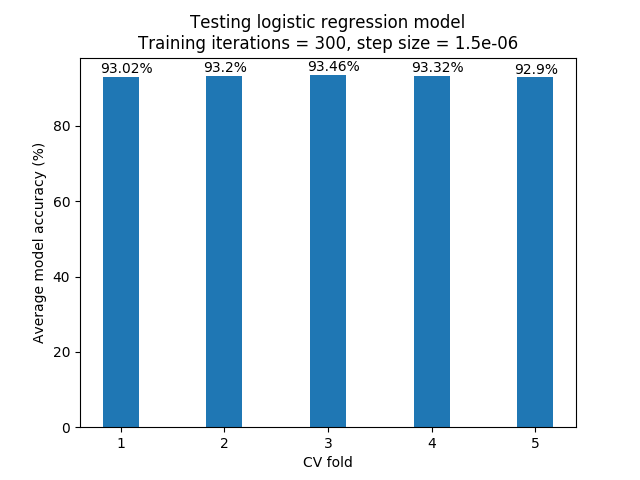 Testing logistic regression model
Training iterations = 300, step size = 1.5e-06
93.02% 93.2% 93.46% 93.32% 92.9%
Average model accuracy (%)
80
60
40
20
0
1 2 3 4 5
CV fold